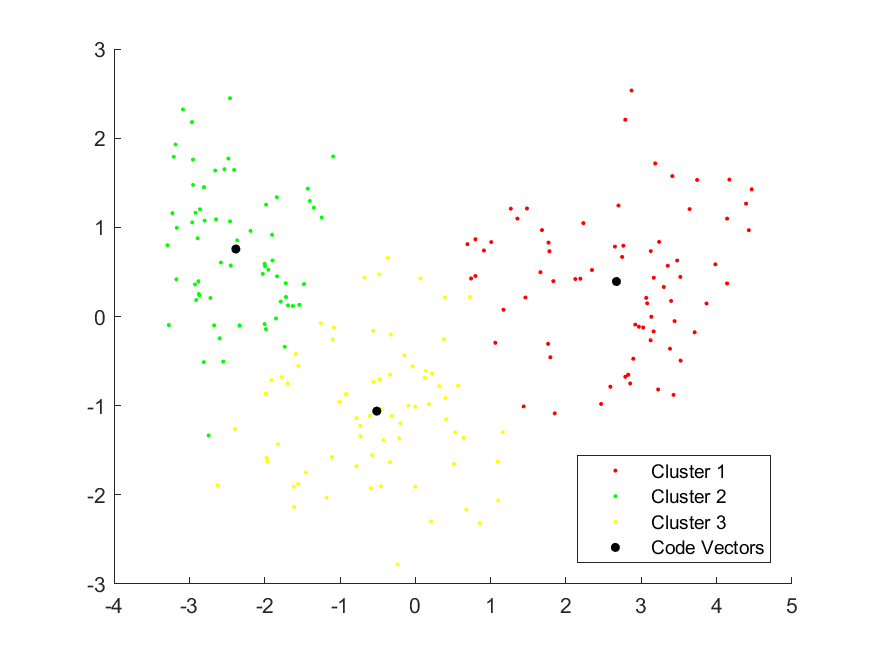 3
2
1
0
-1
-2
-3
-4 -3 -2 -1 0 1 2 3 4 5
Cluster 1
Cluster 2
Cluster 3
Code Vectors